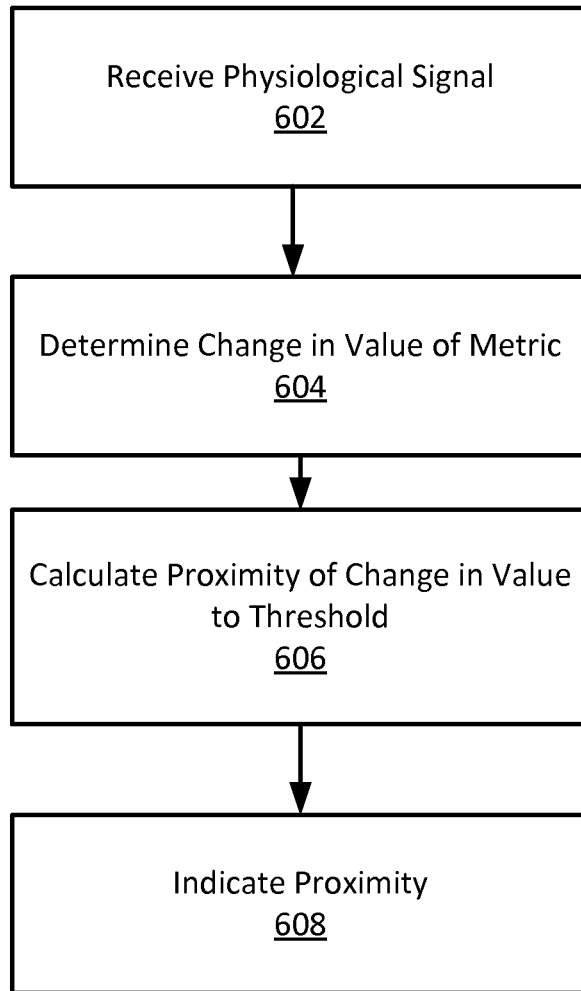 Receive Physiological Signal
602
Determine Change in Value of Metric
604
Calculate Proximity of Change in Value
to Threshold
606
Indicate Proximity
608